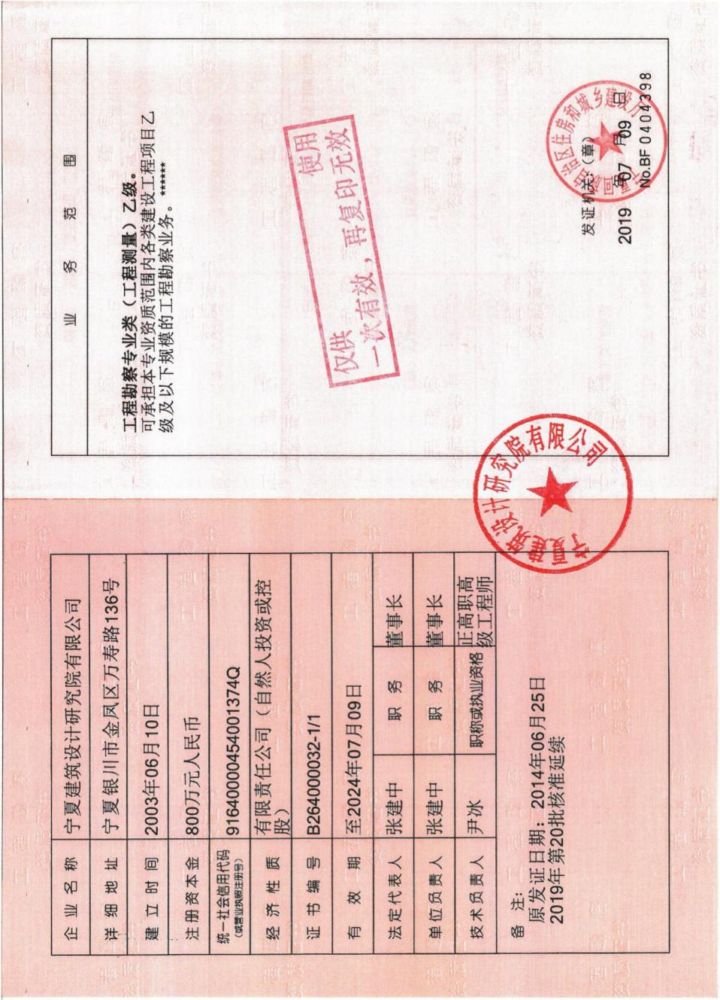 企业名称 宁夏建筑设计研究院有限公司
详细地址 宁夏银川市金凤区万寿路136号
建立时间 2003年06月10日
注册资本金 800万元人民币
统一社会信用代码 91640000454001374Q
(或营业执照注册号)
经济性质 有限责任公司（自然人投资或控
股）
证书编号 B264000032-1/1
有效期 至2024年07月09日
法定代表人 张建中 职务 董事长
单位负责人 张建中 职务 董事长
技术负责人 尹冰 职称或执业资格 正高职高
级工程师
备注：
原发证日期：2014年06月25日
2019年第20批核准延续
宁夏建筑设计研究院有限公司
业务范围
工程勘察专业类（工程测量）乙级。
可承担本专业资质范围内各类建设工程项目乙
级及以下规模的工程勘察业务。******
仅供 使用
一次有效，再复印无效
发证机关：（章）
2019 年07 月09 日
No.BF 0404398
宁夏回族自治区住房和城乡建设厅